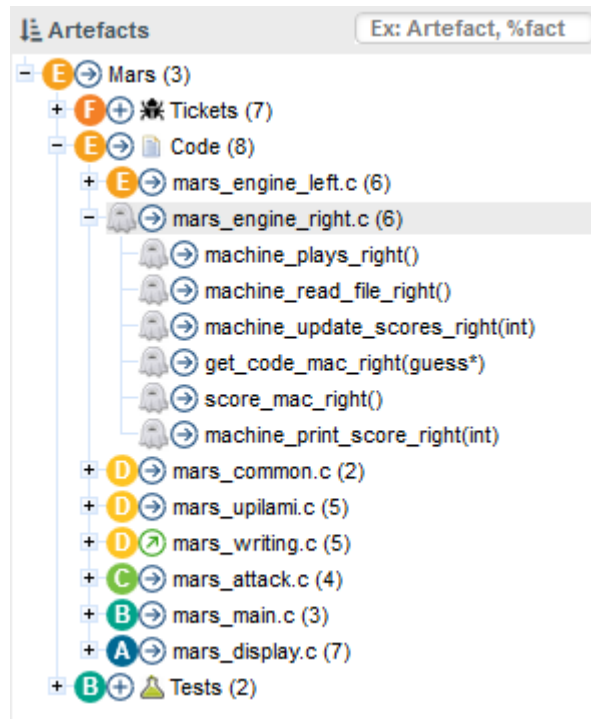 Artefacts Ex: Artefact, %fact
E Mars (3)
F Tickets (7)
E Code (8)
E mars_engine_left.c (6)
mars_engine_right.c (6)
machine_plays_right()
machine_read_file_right()
machine_update_scores_right(int)
get_code_mac_right(guess*)
score_mac_right()
machine_print_score_right(int)
D mars_common.c (2)
D mars_upilami.c (5)
D mars_writing.c (5)
C mars_attack.c (4)
B mars_main.c (3)
A mars_display.c (7)
B Tests (2)